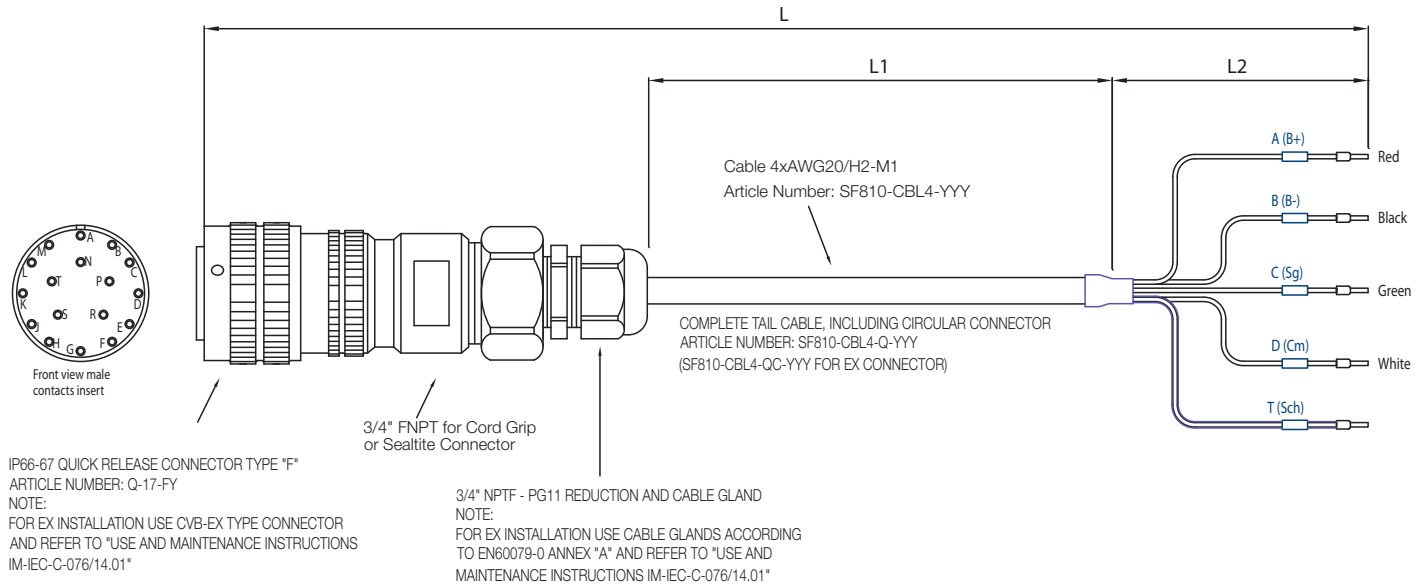 L
L1
L2
A (B+)
Red
Cable 4xAWG20/H2-M1
Article Number: SF810-CBL4-YYY
B (B-)
Black
A
B
C
D
E
F
G
H
J
K
L
M
N
P
R
S
T
C (Sg)
Green
Front view male
contacts insert
COMPLETE TAIL CABLE, INCLUDING CIRCULAR CONNECTOR
ARTICLE NUMBER: SF810-CBL4-Q-YYY
(SF810-CBL4-QC-YYY FOR EX CONNECTOR)
D (Cm)
White
T (Sch)
3/4" FNPT for Cord Grip
or Sealtite Connector
IP66-67 QUICK RELEASE CONNECTOR TYPE "F"
ARTICLE NUMBER: Q-17-FY
NOTE:
FOR EX INSTALLATION USE CVB-EX TYPE CONNECTOR
AND REFER TO "USE AND MAINTENANCE INSTRUCTIONS
IM-IEC-C-076/14.01"
3/4" NPTF - PG11 REDUCTION AND CABLE GLAND
NOTE:
FOR EX INSTALLATION USE CABLE GLANDS ACCORDING
TO EN60079-0 ANNEX "A" AND REFER TO "USE AND
MAINTENANCE INSTRUCTIONS IM-IEC-C-076/14.01"